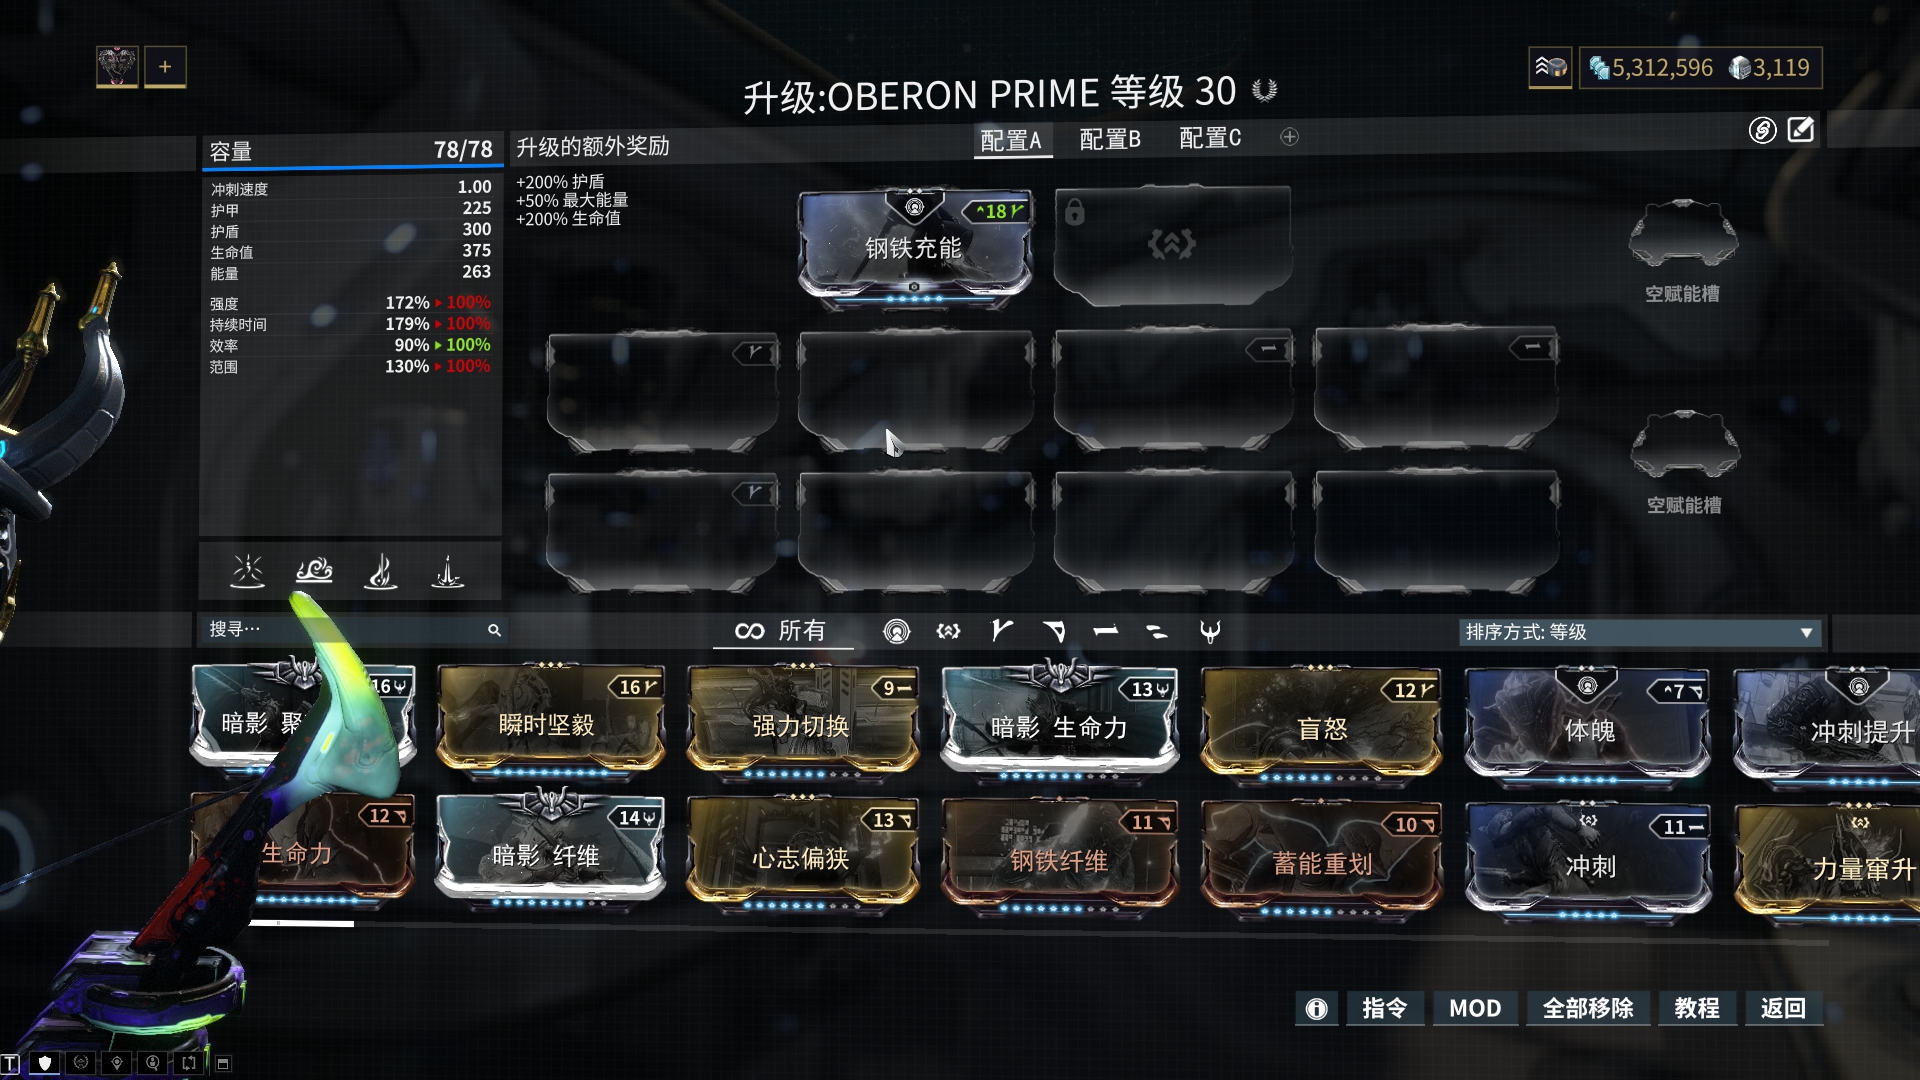 +
5,312,596
3,119
升级:OBERON PRIME 等级 30
容量 78/78
升级的额外奖励
配置A
配置B
配置C
冲刺速度 1.00
护甲 225
护盾 300
生命值 375
能量 263
强度 172% 100%
持续时间 179% 100%
效率 90% 100%
范围 130% 100%
+200% 护盾
+50% 最大能量
+200% 生命值
18
钢铁充能
空赋能槽
空赋能槽
搜寻…
所有
排序方式: 等级
16
暗影
16
瞬时坚毅
9
强力切换
13
暗影 生命力
12
盲怒
7
体魄
冲刺提升
12
生命力
14
暗影 纤维
13
心志偏狭
11
钢铁纤维
10
蓄能重划
11
冲刺
力量窜升
指令
MOD
全部移除
教程
返回
T